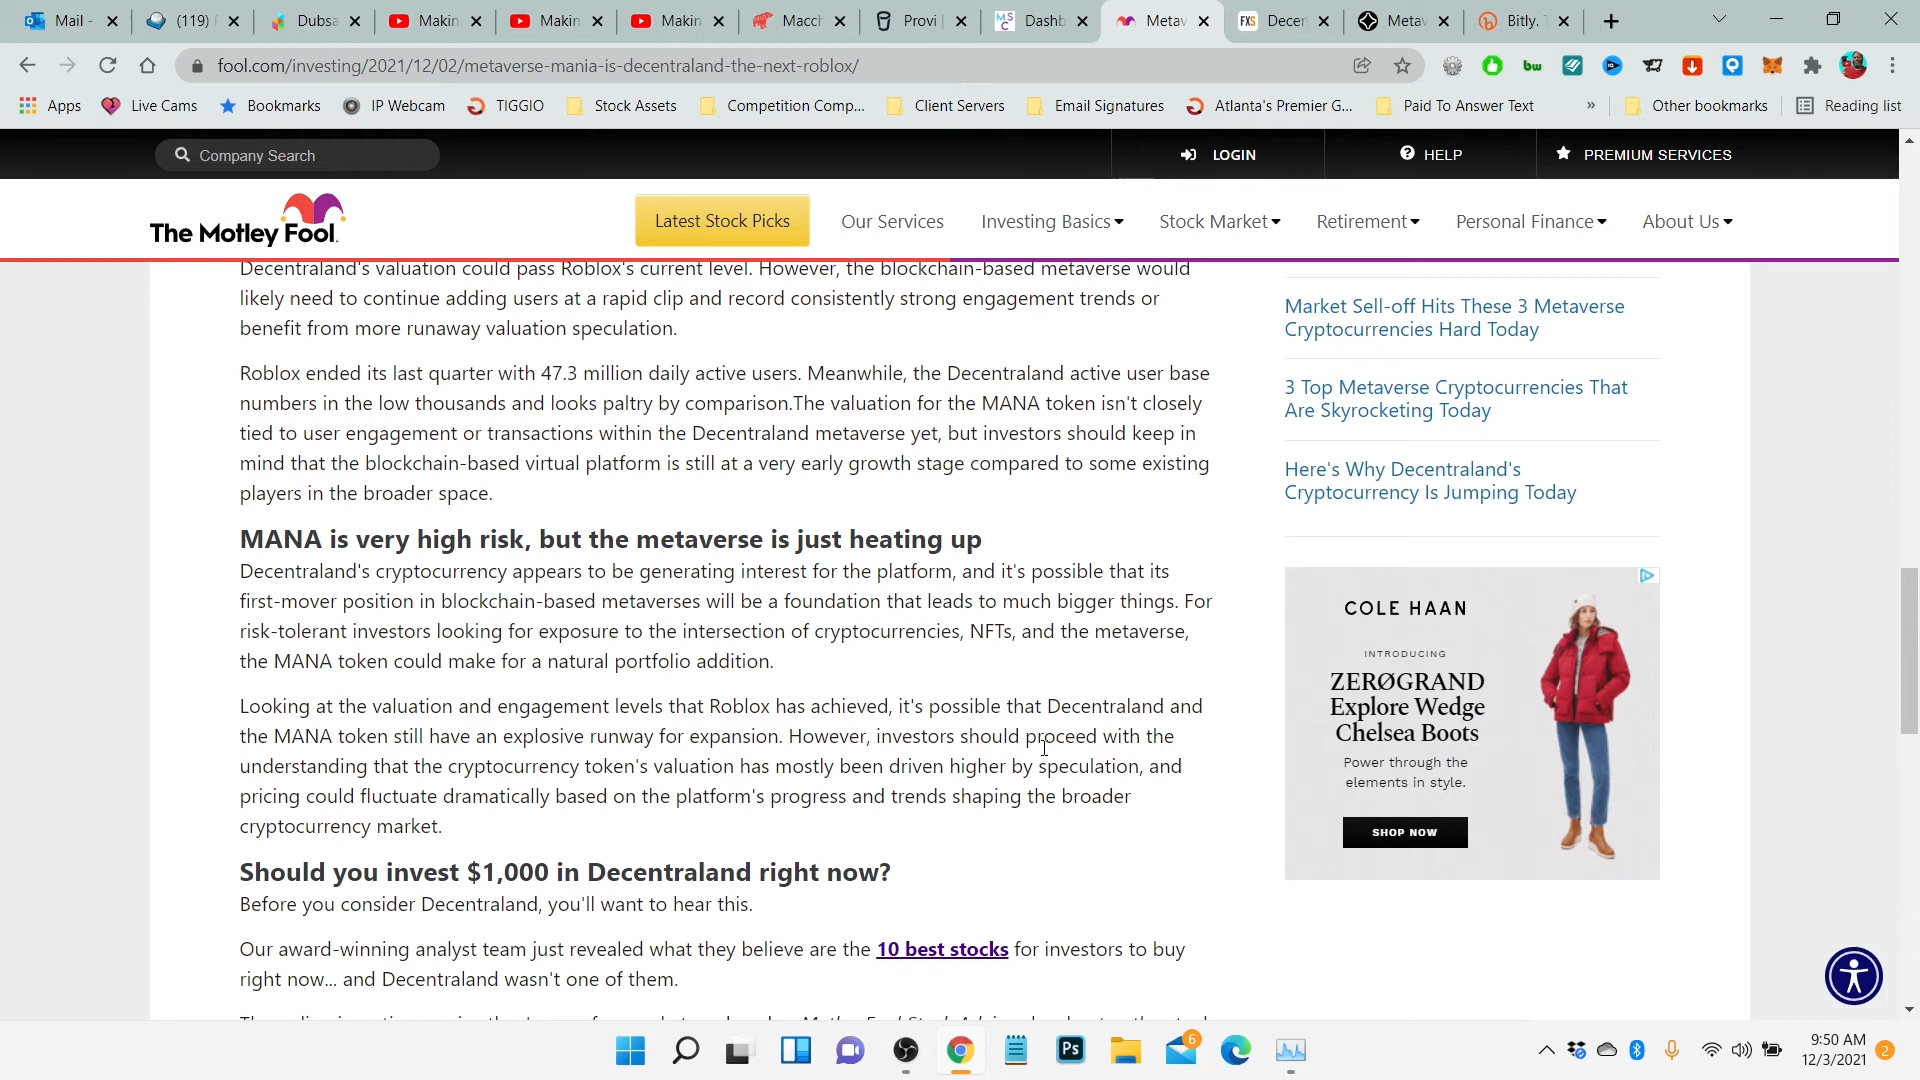 Mail -
(119)
Dubsa
Makin
Makin
Makin
Macch
Provi
Dashb
Metav
FXS Decen
Metav
Bitly.
fool.com/investing/2021/12/02/metaverse-mania-is-decentraland-the-next-roblox/
Apps
Live Cams
Bookmarks
IP Webcam
TIGGIO
Stock Assets
Competition Comp...
Client Servers
Email Signatures
Atlanta's Premier G...
Paid To Answer Text
»
Other bookmarks
Reading list
Company Search
LOGIN
HELP
PREMIUM SERVICES
The Motley Fool.
Latest Stock Picks
Our Services
Investing Basics
Stock Market
Retirement
Personal Finance
About Us
Decentraland's valuation could pass Roblox's current level. However, the blockchain-based metaverse would
likely need to continue adding users at a rapid clip and record consistently strong engagement trends or
benefit from more runaway valuation speculation.
Roblox ended its last quarter with 47.3 million daily active users. Meanwhile, the Decentraland active user base
numbers in the low thousands and looks paltry by comparison.The valuation for the MANA token isn't closely
tied to user engagement or transactions within the Decentraland metaverse yet, but investors should keep in
mind that the blockchain-based virtual platform is still at a very early growth stage compared to some existing
players in the broader space.
MANA is very high risk, but the metaverse is just heating up
Decentraland's cryptocurrency appears to be generating interest for the platform, and it's possible that its
first-mover position in blockchain-based metaverses will be a foundation that leads to much bigger things. For
risk-tolerant investors looking for exposure to the intersection of cryptocurrencies, NFTs, and the metaverse,
the MANA token could make for a natural portfolio addition.
Looking at the valuation and engagement levels that Roblox has achieved, it's possible that Decentraland and
the MANA token still have an explosive runway for expansion. However, investors should proceed with the
understanding that the cryptocurrency token's valuation has mostly been driven higher by speculation, and
pricing could fluctuate dramatically based on the platform's progress and trends shaping the broader
cryptocurrency market.
Should you invest $1,000 in Decentraland right now?
Before you consider Decentraland, you'll want to hear this.
Our award-winning analyst team just revealed what they believe are the 10 best stocks for investors to buy
right now... and Decentraland wasn't one of them.
Market Sell-off Hits These 3 Metaverse
Cryptocurrencies Hard Today
3 Top Metaverse Cryptocurrencies That
Are Skyrocketing Today
Here's Why Decentraland's
Cryptocurrency Is Jumping Today
COLE HAAN
INTRODUCING
ZERØGRAND
Explore Wedge
Chelsea Boots
Power through the
elements in style.
SHOP NOW
Ps
6
9:50 AM
12/3/2021
2